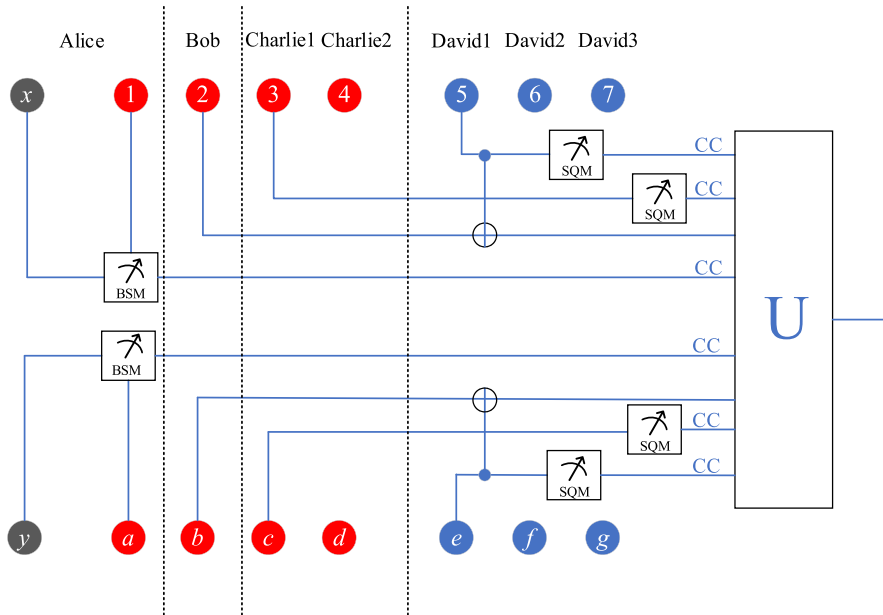 Alice Bob Charlie1 Charlie2 David1 David2 David3
x 1 2 3 4 5 6 7
SQM CC
SQM CC
BSM CC
U
BSM CC
SQM CC
SQM CC
y a b c d e f g